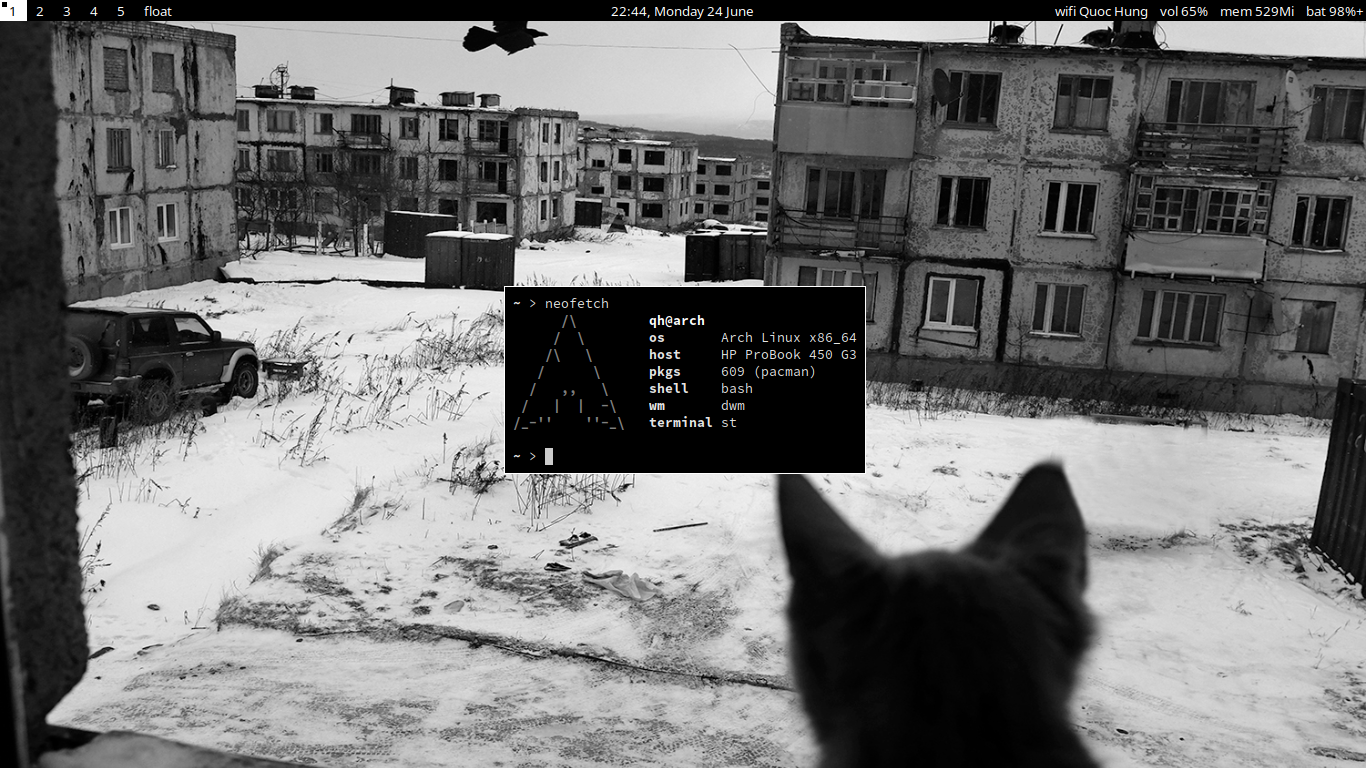 1 2 3 4 5 float 22:44, Monday 24 June wifi Quoc Hung vol 65% mem 529Mi bat 98%+
~ > neofetch
/\ qh@arch
/ \ os Arch Linux x86_64
/\ \ host HP ProBook 450 G3
/ \ pkgs 609 (pacman)
/ ,, \ shell bash
/ | | -\ wm dwm
/_-'' ''-_\ terminal st
~ >